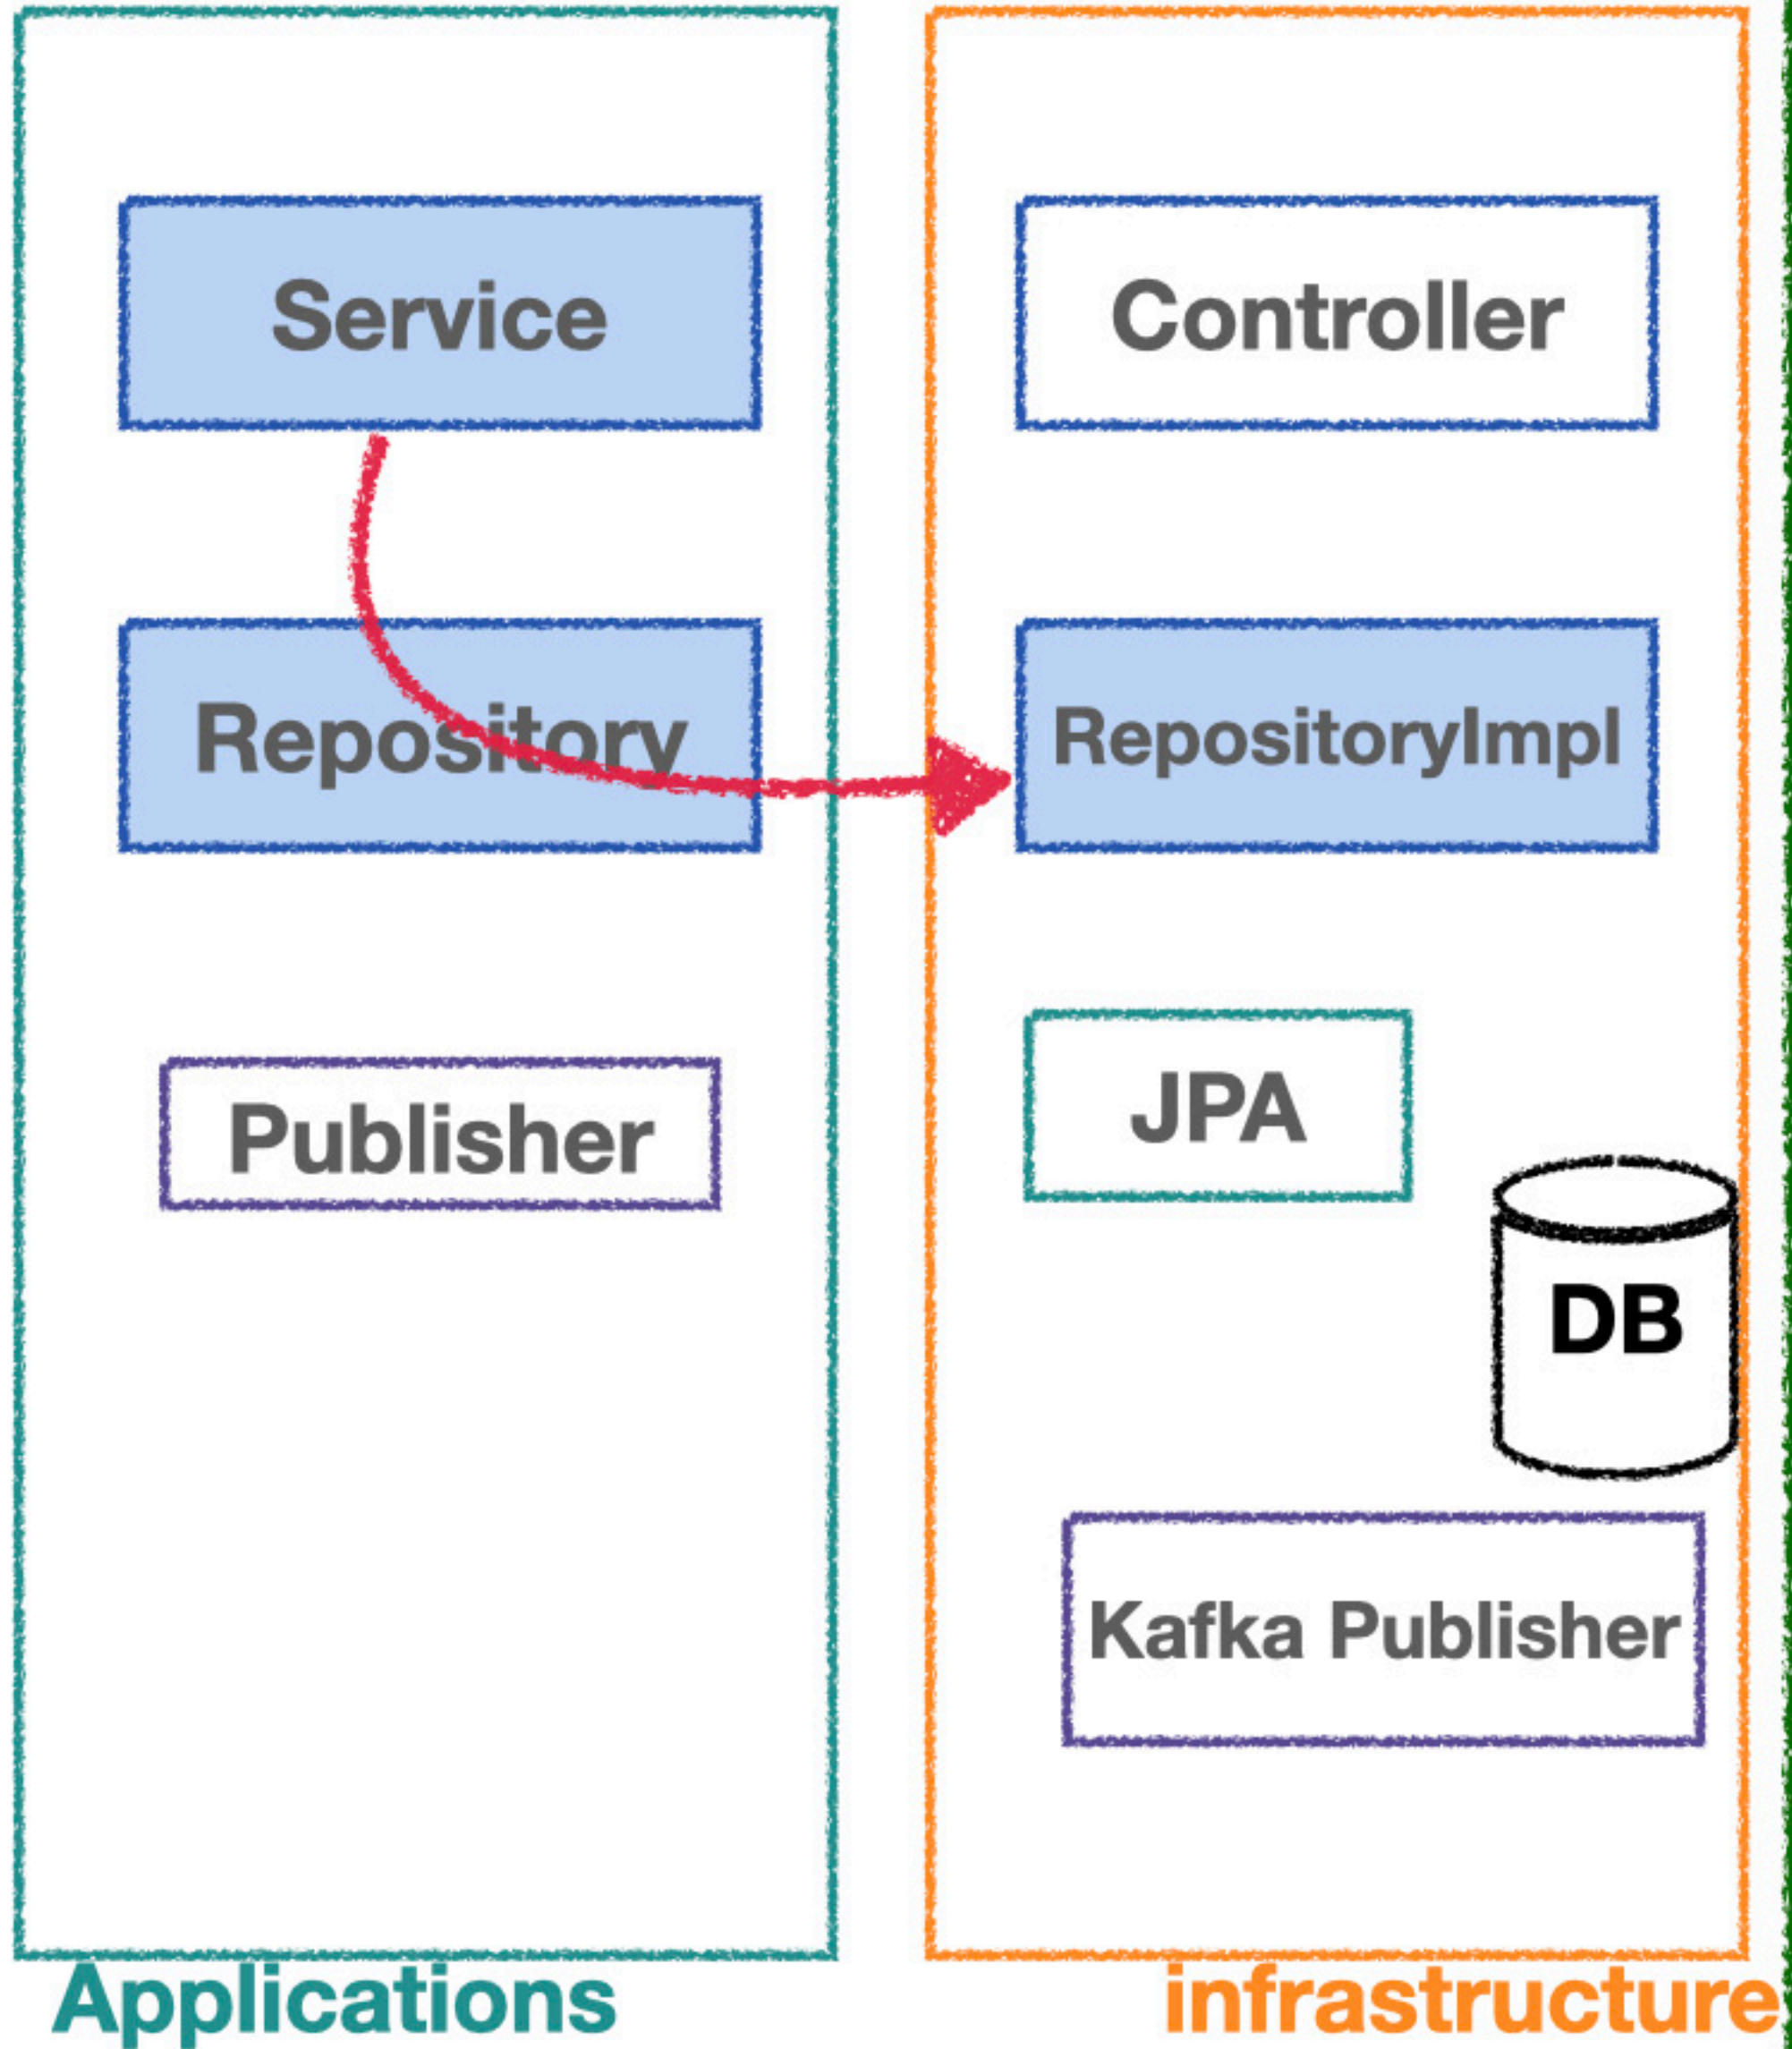 Service
Repository
Publisher
Applications
Controller
RepositoryImpl
JPA
DB
Kafka Publisher
infrastructure